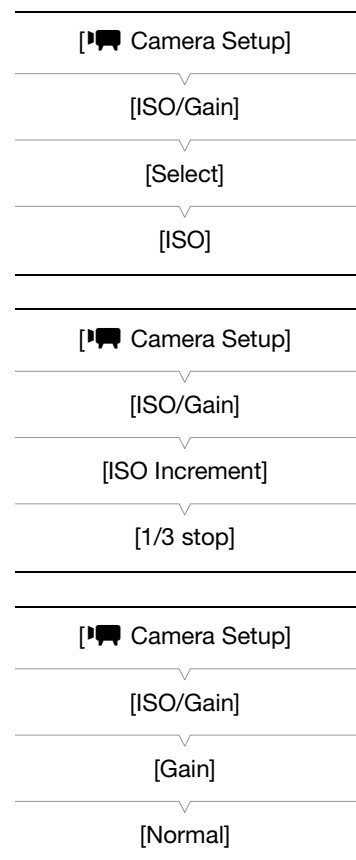 [ Camera Setup]
[ISO/Gain]
[Select]
[ISO]
[ Camera Setup]
[ISO/Gain]
[ISO Increment]
[1/3 stop]
[ Camera Setup]
[ISO/Gain]
[Gain]
[Normal]